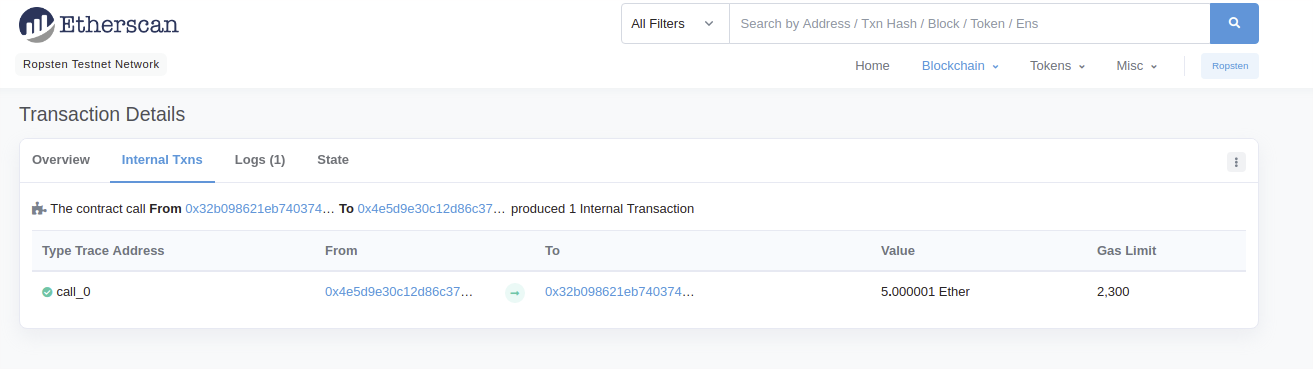 Etherscan
All Filters
Search by Address / Txn Hash / Block / Token / Ens
Ropsten Testnet Network
Home Blockchain Tokens Misc Ropsten
Transaction Details
Overview Internal Txns Logs (1) State
The contract call From 0x32b098621eb740374... To 0x4e5d9e30c12d86c37... produced 1 Internal Transaction
Type Trace Address From To Value Gas Limit
call_0 0x4e5d9e30c12d86c37... 0x32b098621eb740374... 5.000001 Ether 2,300